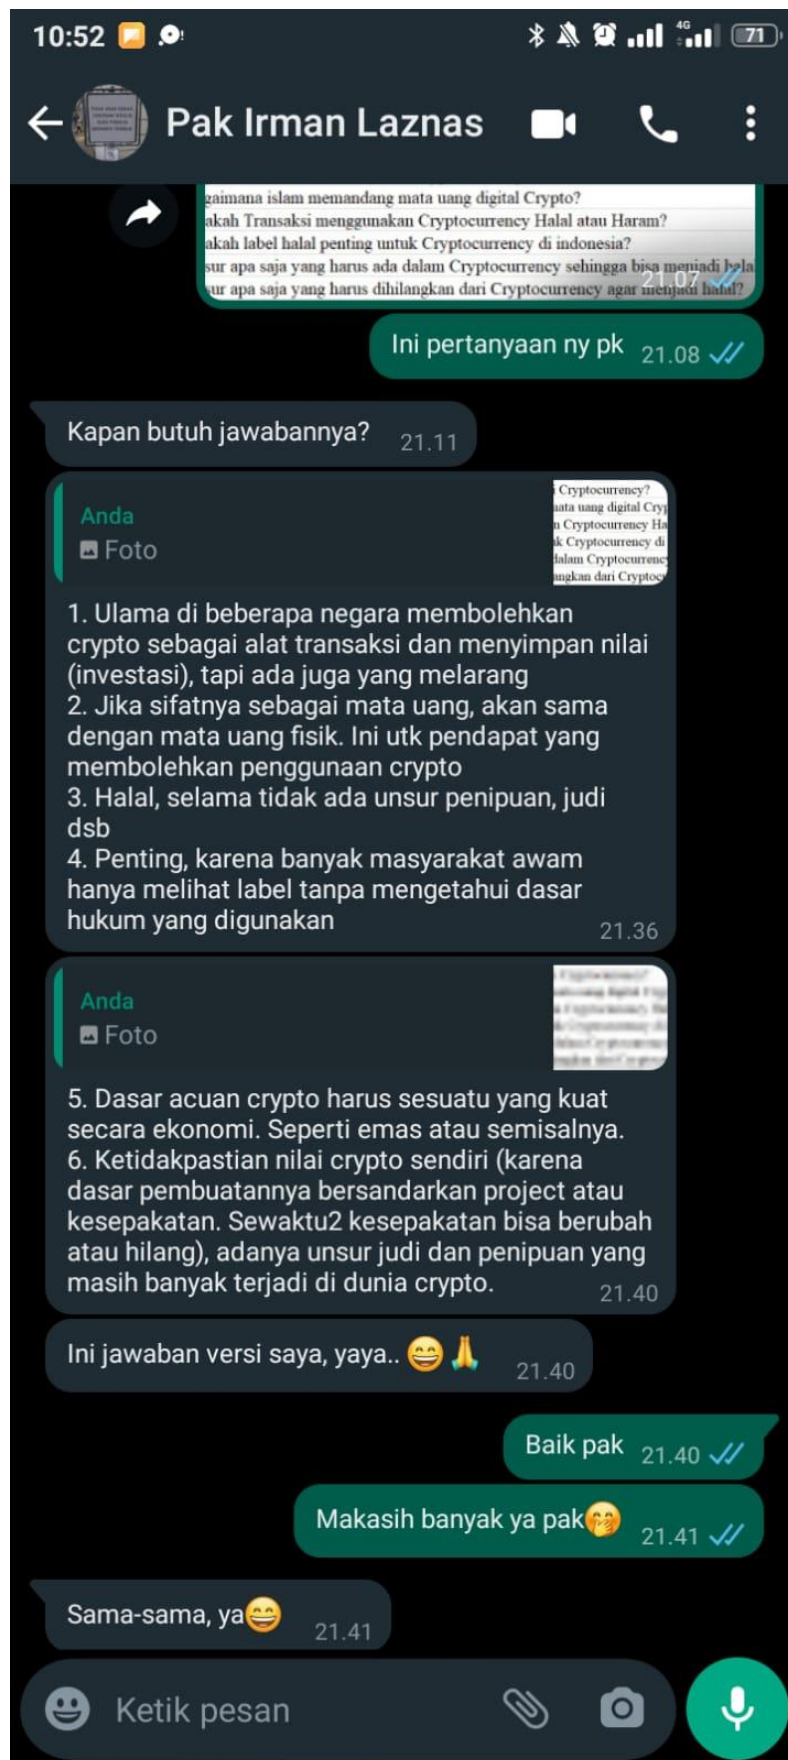 10:52
4G
71
Pak Irman Laznas
gaimana islam memandang mata uang digital Crypto?
akah Transaksi menggunakan Cryptocurrency Halal atau Haram?
akah label halal penting untuk Cryptocurrency di indonesia?
sur apa saja yang harus ada dalam Cryptocurrency sehingga bisa menjadi hala
sur apa saja yang harus dihilangkan dari Cryptocurrency agar menjadi halal?
21.07
Ini pertanyaan ny pk 21.08
Kapan butuh jawabannya? 21.11
Anda
Foto
i Cryptocurrency?
ata uang digital Cryp
n Cryptocurrency Ha
k Cryptocurrency di
dalam Cryptocurrenc
angkan dari Cryptoc
1. Ulama di beberapa negara membolehkan
crypto sebagai alat transaksi dan menyimpan nilai
(investasi), tapi ada juga yang melarang
2. Jika sifatnya sebagai mata uang, akan sama
dengan mata uang fisik. Ini utk pendapat yang
membolehkan penggunaan crypto
3. Halal, selama tidak ada unsur penipuan, judi
dsb
4. Penting, karena banyak masyarakat awam
hanya melihat label tanpa mengetahui dasar
hukum yang digunakan 21.36
Anda
Foto
5. Dasar acuan crypto harus sesuatu yang kuat
secara ekonomi. Seperti emas atau semisalnya.
6. Ketidakpastian nilai crypto sendiri (karena
dasar pembuatannya bersandarkan project atau
kesepakatan. Sewaktu2 kesepakatan bisa berubah
atau hilang), adanya unsur judi dan penipuan yang
masih banyak terjadi di dunia crypto. 21.40
Ini jawaban versi saya, yaya.. 😄🙏 21.40
Baik pak 21.40
Makasih banyak ya pak🤭 21.41
Sama-sama, ya😄 21.41
Ketik pesan